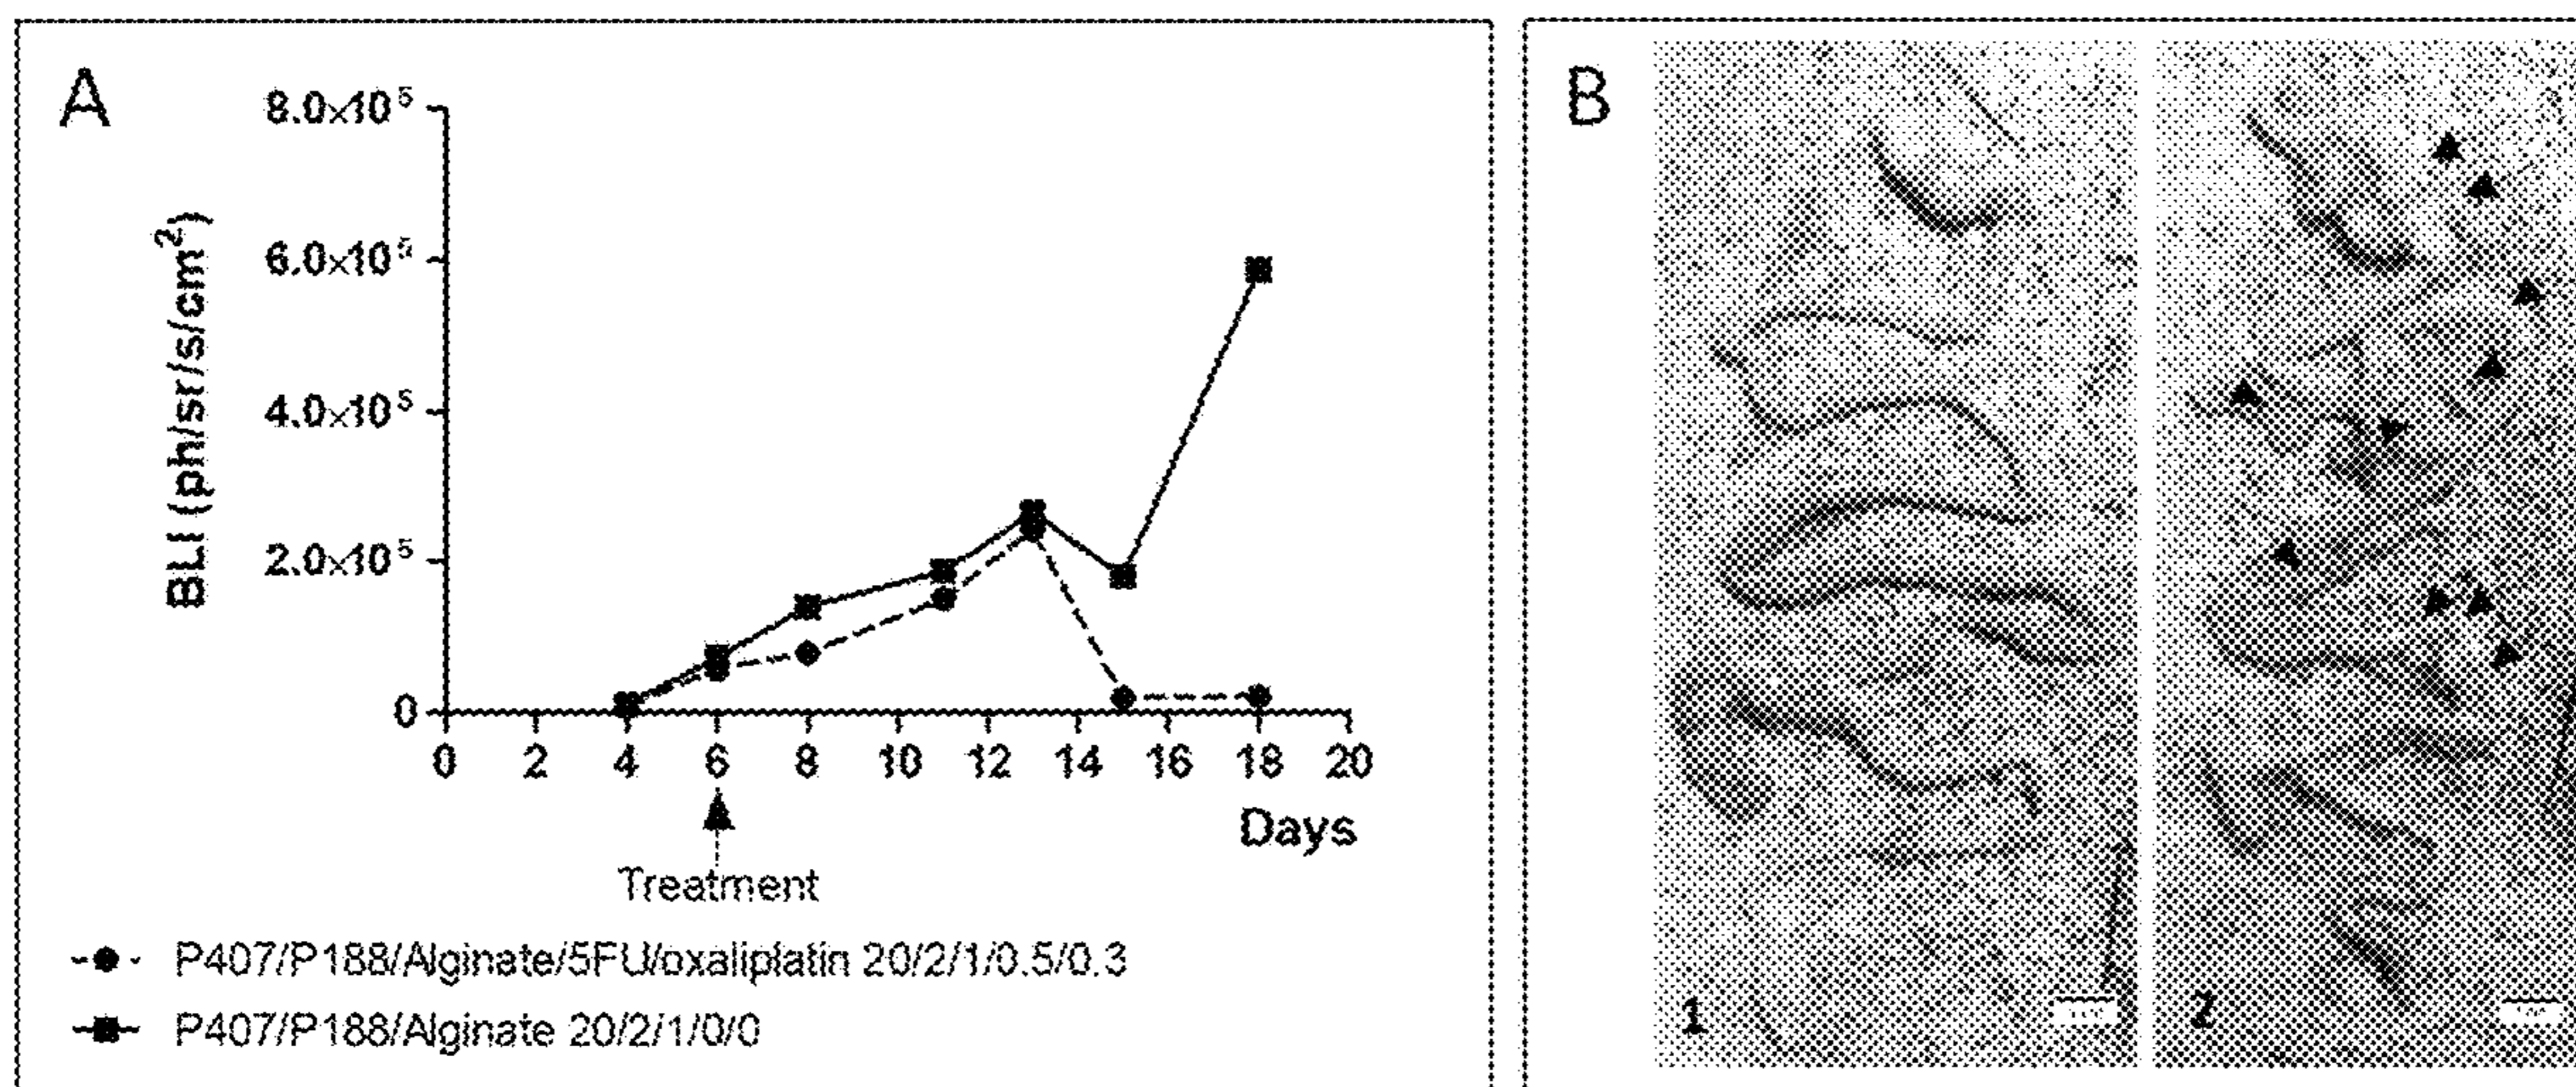 A
8.0×10⁵
6.0×10⁵
4.0×10⁵
2.0×10⁵
0
BLI (ph/sr/s/cm²)
0 2 4 6 8 10 12 14 16 18 20
Days
Treatment
P407/P188/Alginate/5FU/oxaliplatin 20/2/1/0.5/0.3
P407/P188/Alginate 20/2/1/0/0
B
1
2